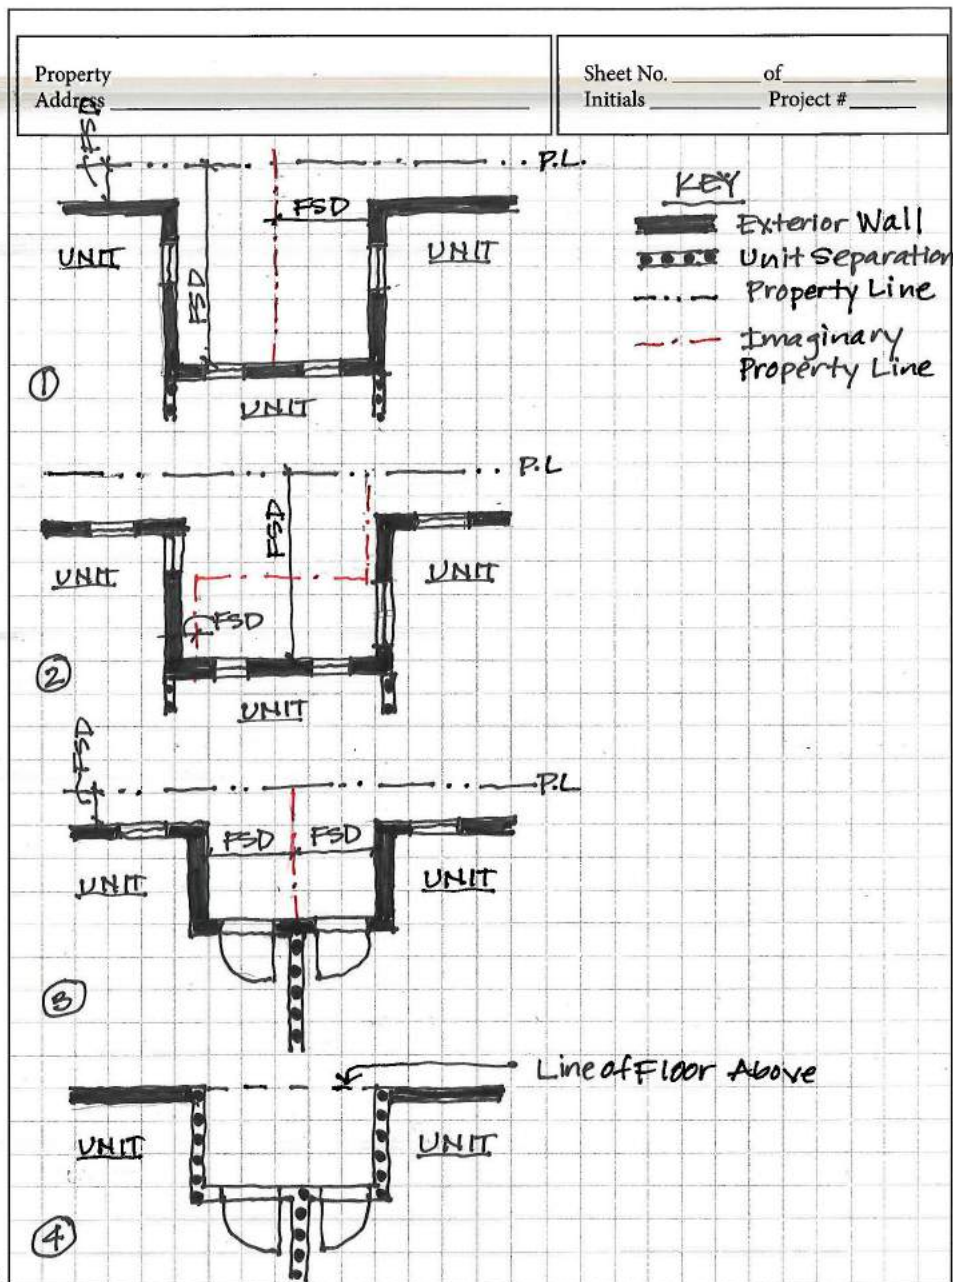 Property
Address
Sheet No. of
Initials Project #
FSD
P.L.
FSD
UNIT
UNIT
FSD
1
UNIT
KEY
Exterior Wall
Unit Separation
Property Line
Imaginary
Property Line
P.L
FSD
UNIT
UNIT
FSD
2
UNIT
FSD
P.L
FSD FSD
UNIT
UNIT
3
Line of Floor Above
UNIT
UNIT
4